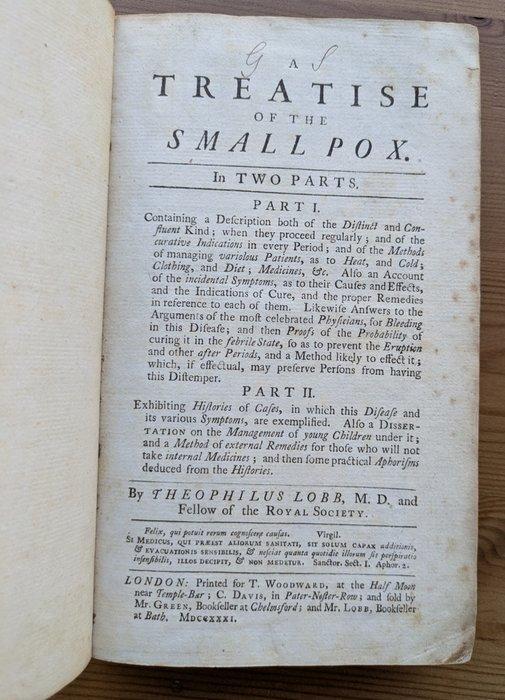 G S
A
TREATISE
OF THE
SMALL POX.
In TWO PARTS.
PART I.
Containing a Deſcription both of the Diſtinct and Con-
fluent Kind; when they proceed regularly; and of the
curative Indications in every Period; and of the Methods
of managing variolous Patients, as to Heat, and Cold;
Clothing, and Diet; Medicines, &c. Alſo an Account
of the incidental Symptoms, as to their Cauſes and Effects,
and the Indications of Cure, and the proper Remedies
in reference to each of them. Likewiſe Anſwers to the
Arguments of the moſt celebrated Phyſicians, for Bleeding
in this Diſeaſe; and then Proofs of the Probability of
curing it in the febrile State, ſo as to prevent the Eruption
and other after Periods, and a Method likely to effect it;
which, if effectual, may preſerve Perſons from having
this Diſtemper.
PART II.
Exhibiting Hiſtories of Caſes, in which this Diſeaſe and
its various Symptoms, are exemplified. Alſo a DISSER-
TATION on the Management of young Children under it;
and a Method of external Remedies for thoſe who will not
take internal Medicines; and then ſome practical Aphoriſms
deduced from the Hiſtories.
By THEOPHILUS LOBB, M. D. and
Fellow of the ROYAL SOCIETY.
Felix, qui potuit rerum cognoſcere cauſas. Virgil.
SI MEDICUS, QUI PRÆEST ALIORUM SANITATI, SIT SOLUM CAPAX additionis,
& EVACUATIONIS SENSIBILIS, & neſciat quanta quotidie illorum ſit perſpiratio
inſenſibilis, ILLOS DECIPIT, & NON MEDETUR. Sanctor. Sect. I. Aphor. 2.
LONDON: Printed for T. WOODWARD, at the Half Moon
near Temple-Bar; C. DAVIS, in Pater-Noſter-Row; and ſold by
Mr. GREEN, Bookſeller at Chelmsford; and Mr. LOBB, Bookſeller
at Bath. MDCCXXXI.